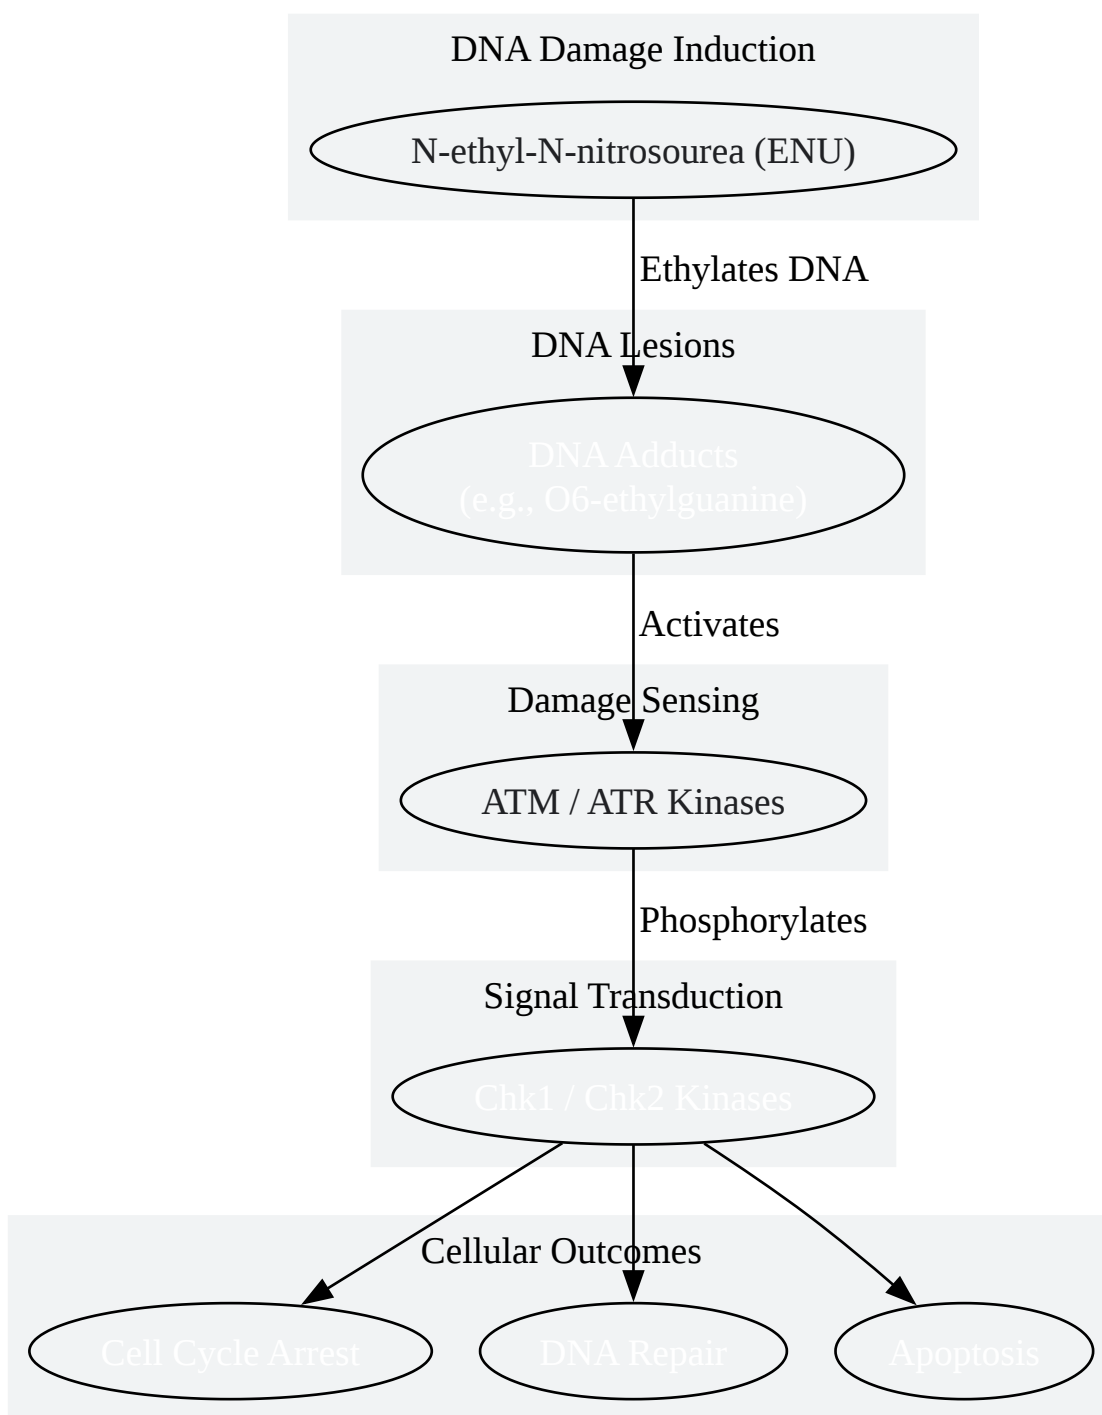 DNA Damage Induction
N-ethyl-N-nitrosourea (ENU)
Ethylates DNA
DNA Lesions
DNA Adducts
(e.g., O6-ethylguanine)
Activates
Damage Sensing
ATM / ATR Kinases
Phosphorylates
Signal Transduction
Chk1 / Chk2 Kinases
Cellular Outcomes
Cell Cycle Arrest
DNA Repair
Apoptosis